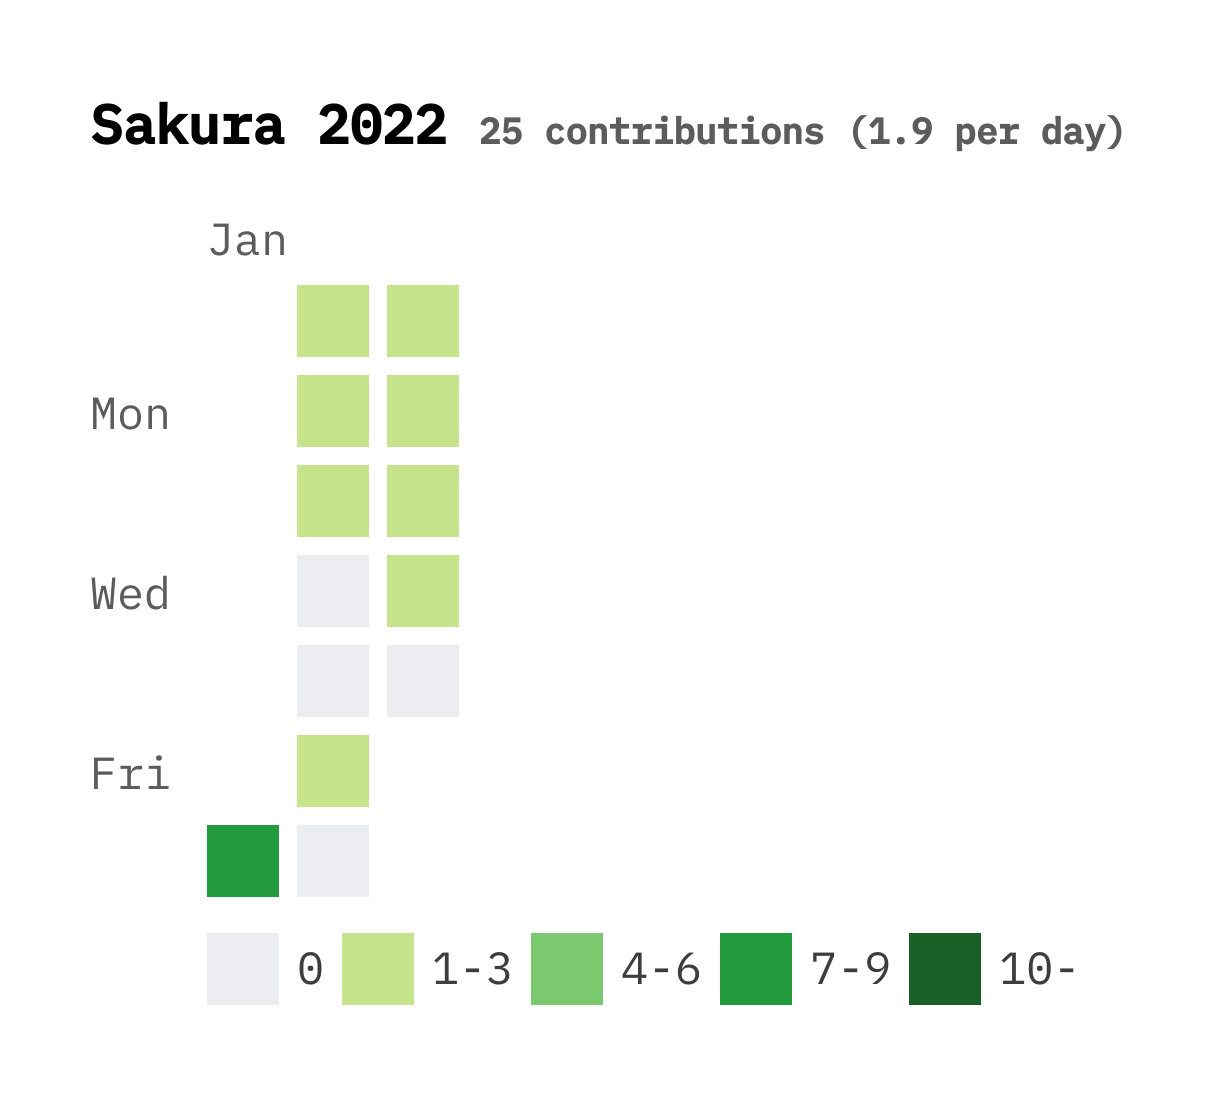 Sakura 2022 25 contributions (1.9 per day)
Jan
Mon
Wed
Fri
0 1-3 4-6 7-9 10-